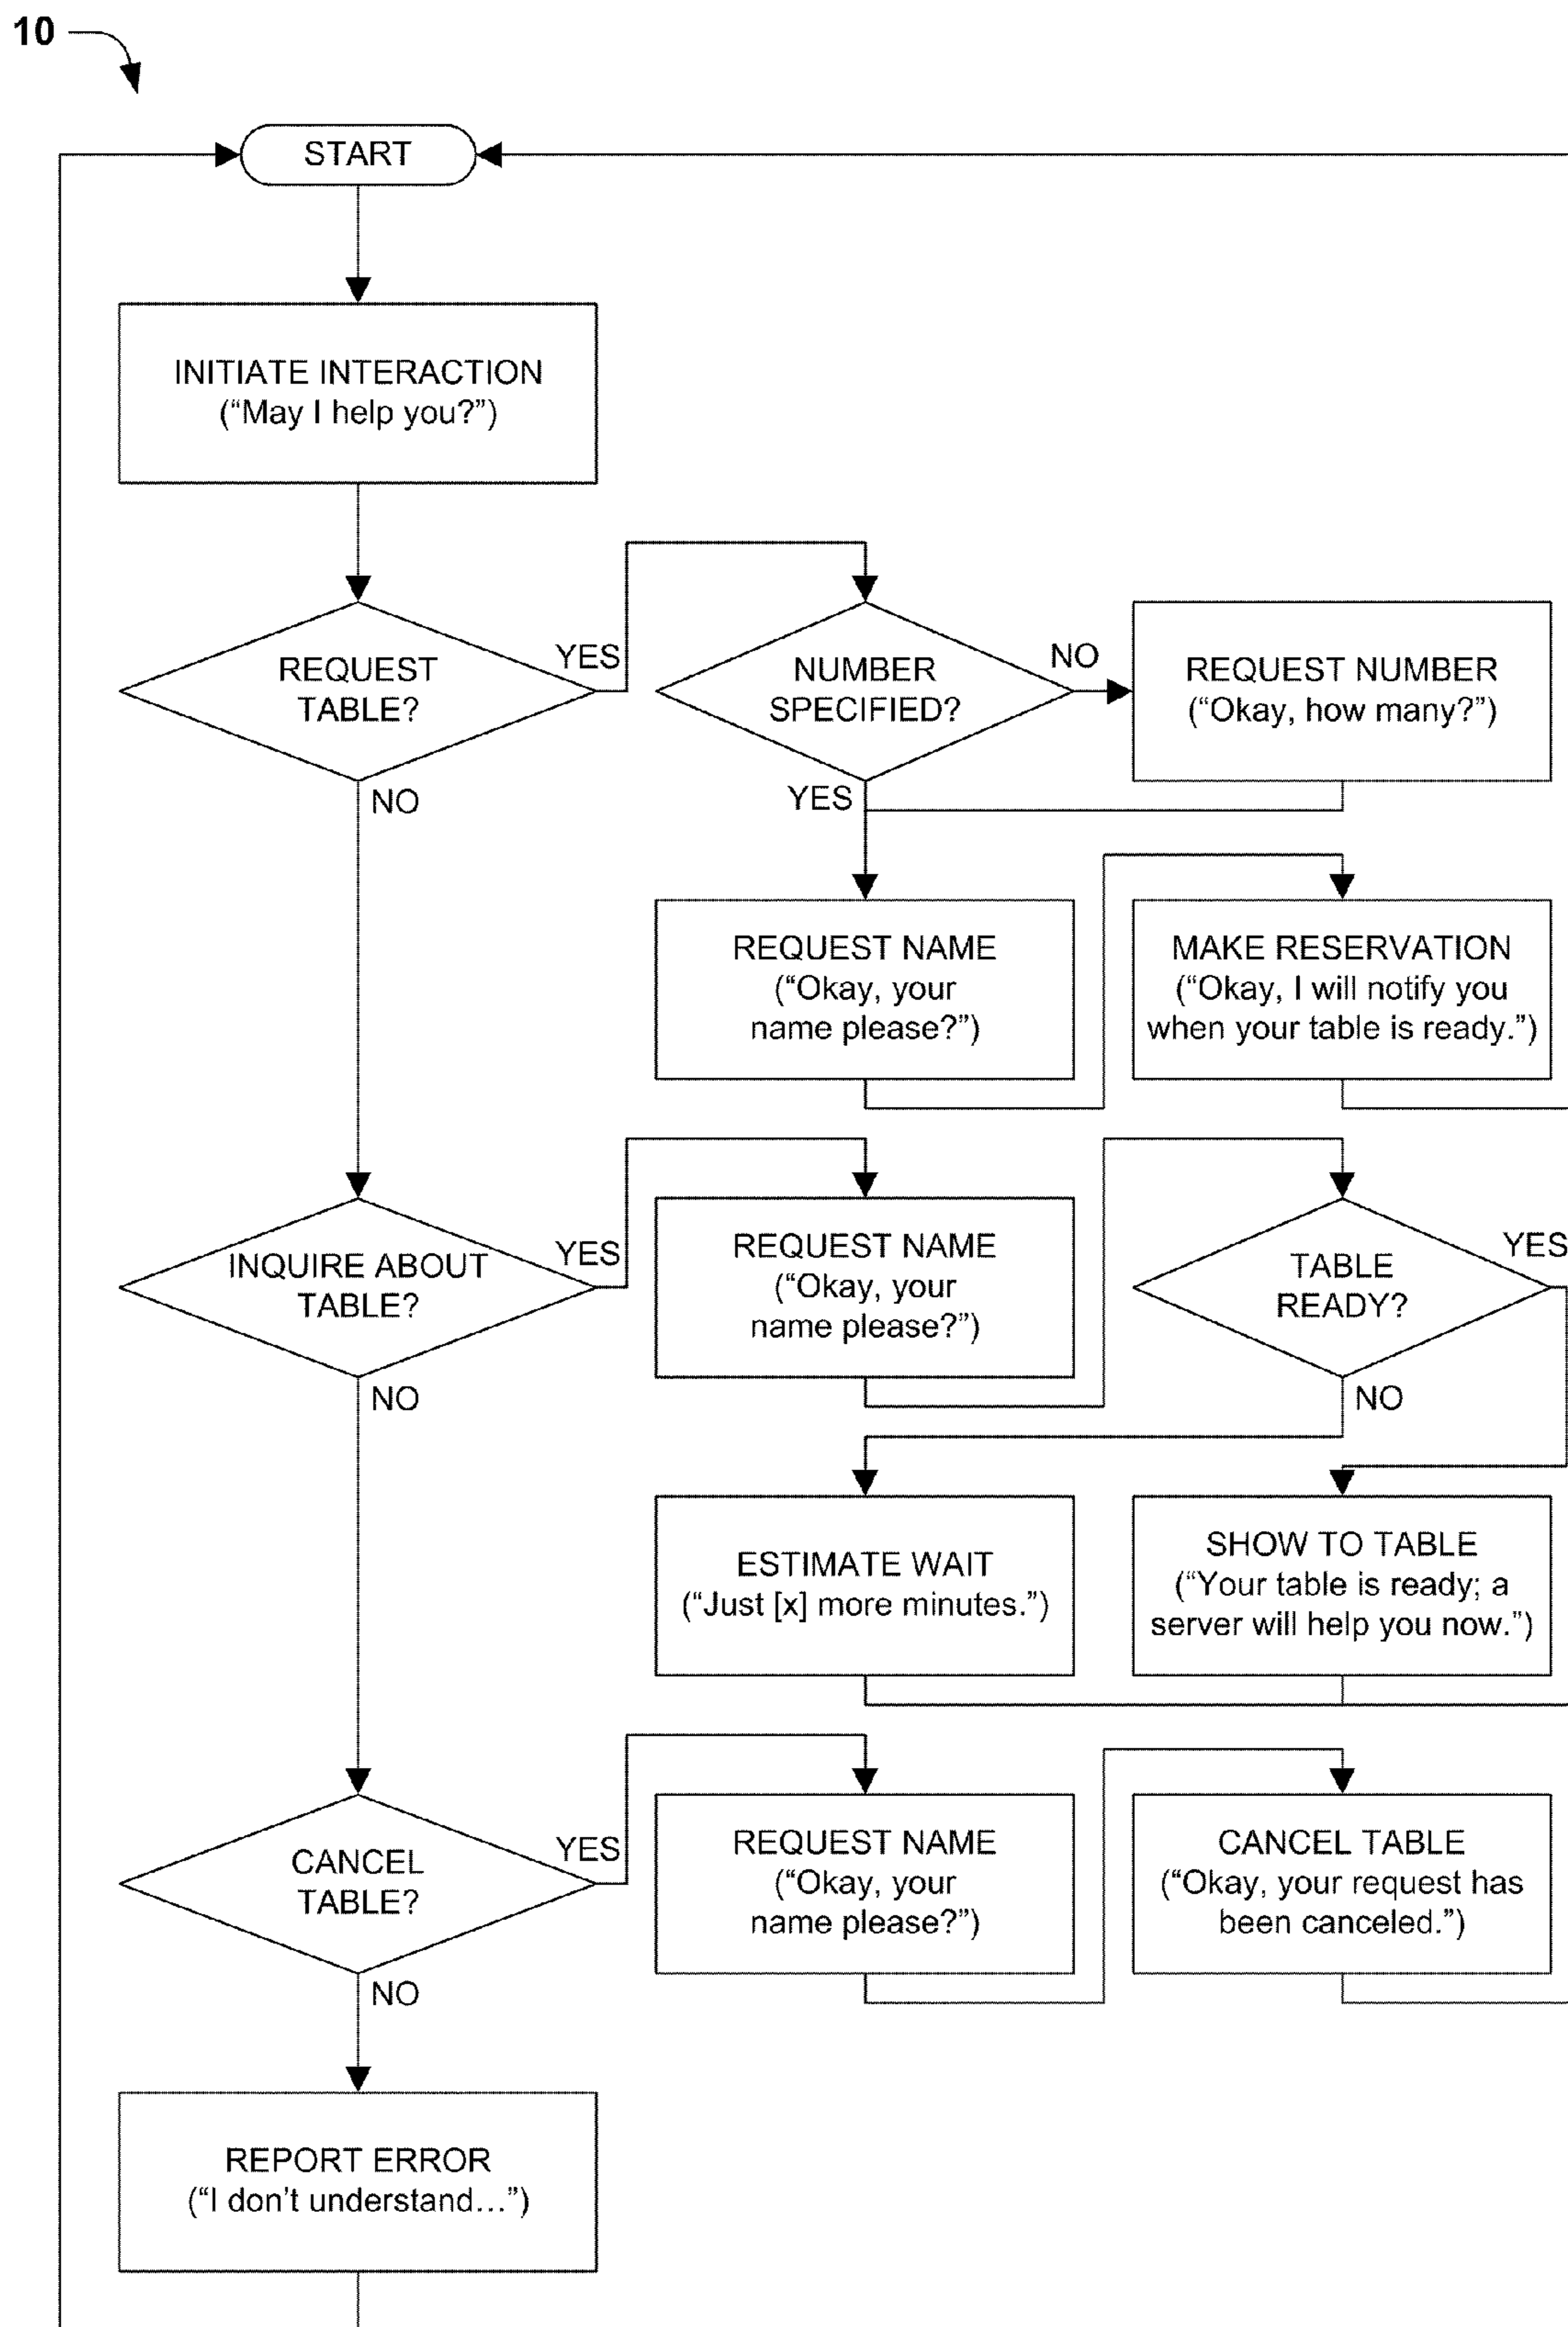 10
START
INITIATE INTERACTION
(“May I help you?”)
REQUEST
TABLE?
YES
NO
NUMBER
SPECIFIED?
NO
YES
REQUEST NUMBER
(“Okay, how many?”)
REQUEST NAME
(“Okay, your
name please?”)
MAKE RESERVATION
(“Okay, I will notify you
when your table is ready.”)
INQUIRE ABOUT
TABLE?
YES
NO
REQUEST NAME
(“Okay, your
name please?”)
TABLE
READY?
YES
NO
ESTIMATE WAIT
(“Just [x] more minutes.”)
SHOW TO TABLE
(“Your table is ready; a
server will help you now.”)
CANCEL
TABLE?
YES
NO
REQUEST NAME
(“Okay, your
name please?”)
CANCEL TABLE
(“Okay, your request has
been canceled.”)
REPORT ERROR
(“I don’t understand…”)